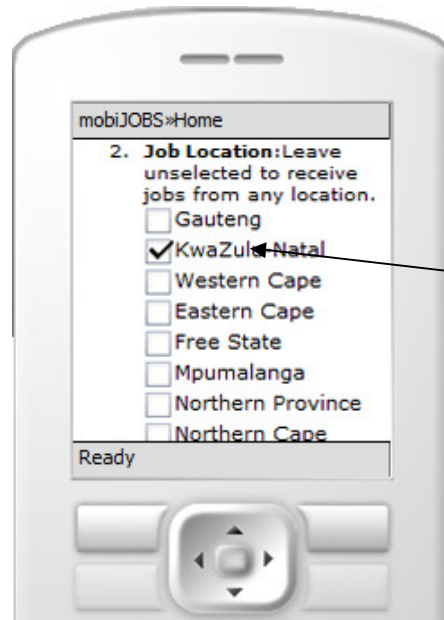 mobiJOBS»Home
2. Job Location:Leave
unselected to receive
jobs from any location.
Gauteng
KwaZulu Natal
Western Cape
Eastern Cape
Free State
Mpumalanga
Northern Province
Northern Cape
Ready